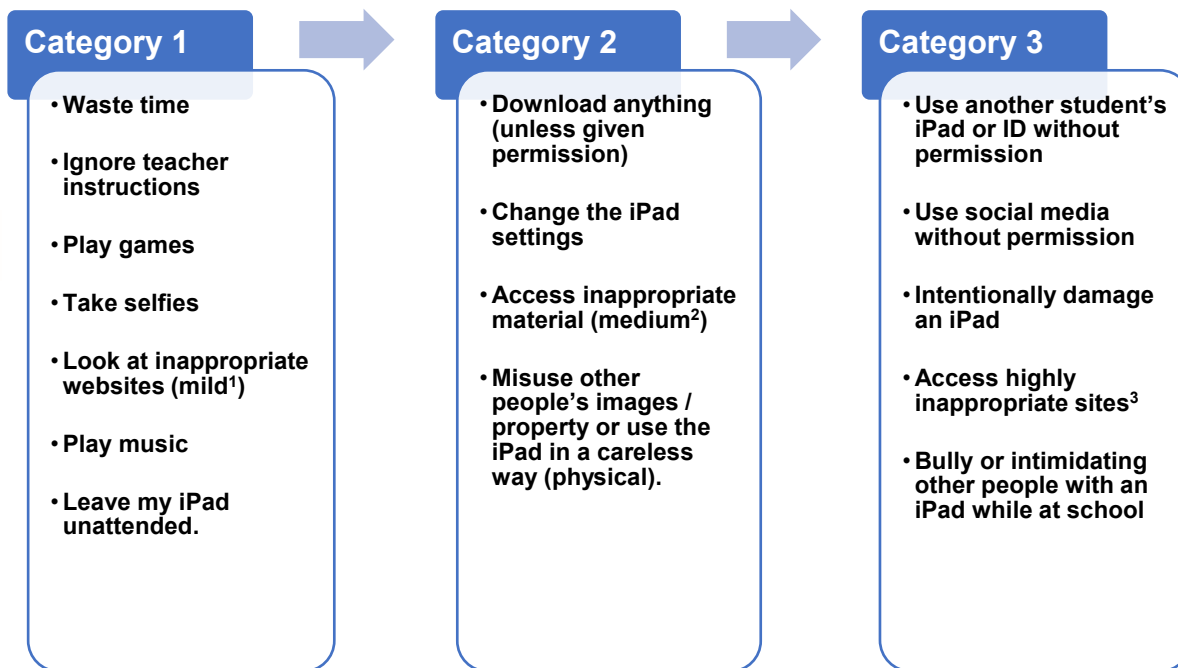 Category 1
• Waste time
• Ignore teacher
instructions
• Play games
• Take selfies
• Look at inappropriate
websites (mild¹)
• Play music
• Leave my iPad
unattended.
Category 2
• Download anything
(unless given
permission)
• Change the iPad
settings
• Access inappropriate
material (medium²)
• Misuse other
people’s images /
property or use the
iPad in a careless
way (physical).
Category 3
• Use another student’s
iPad or ID without
permission
• Use social media
without permission
• Intentionally damage
an iPad
• Access highly
inappropriate sites³
• Bully or intimidating
other people with an
iPad while at school